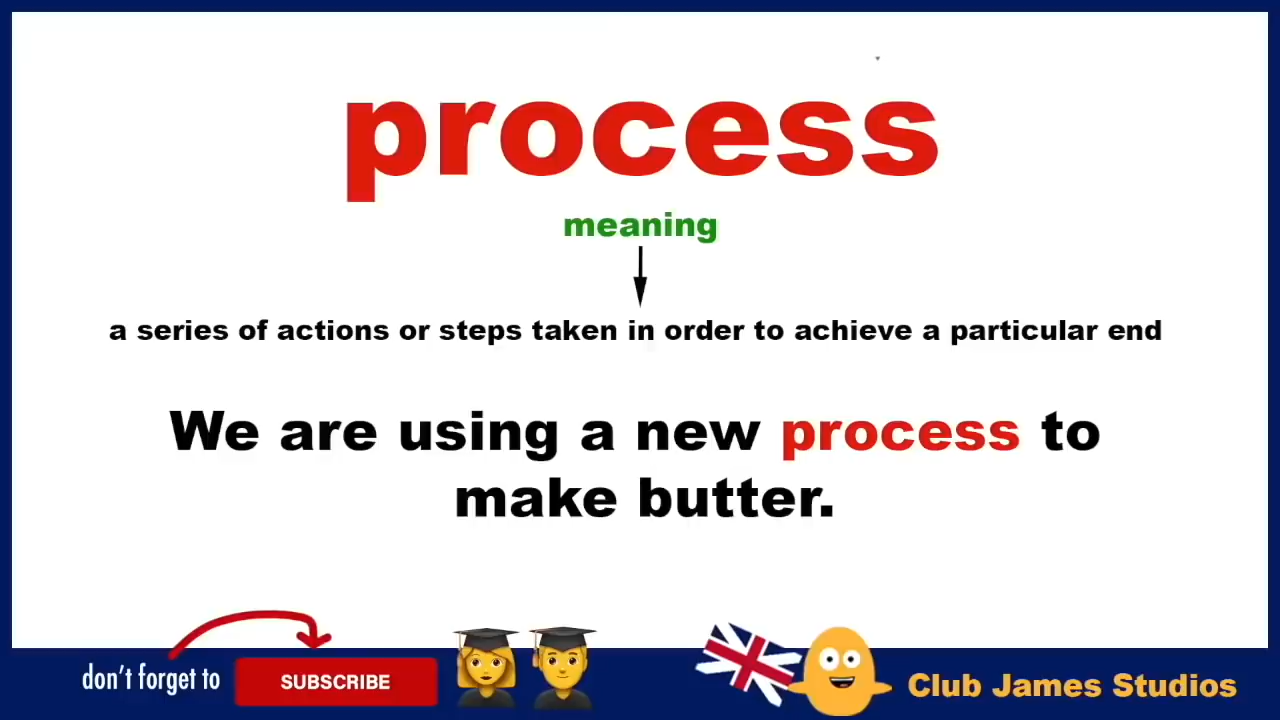 process
meaning
a series of actions or steps taken in order to achieve a particular end
We are using a new process to
make butter.
don't forget to
SUBSCRIBE
Club James Studios